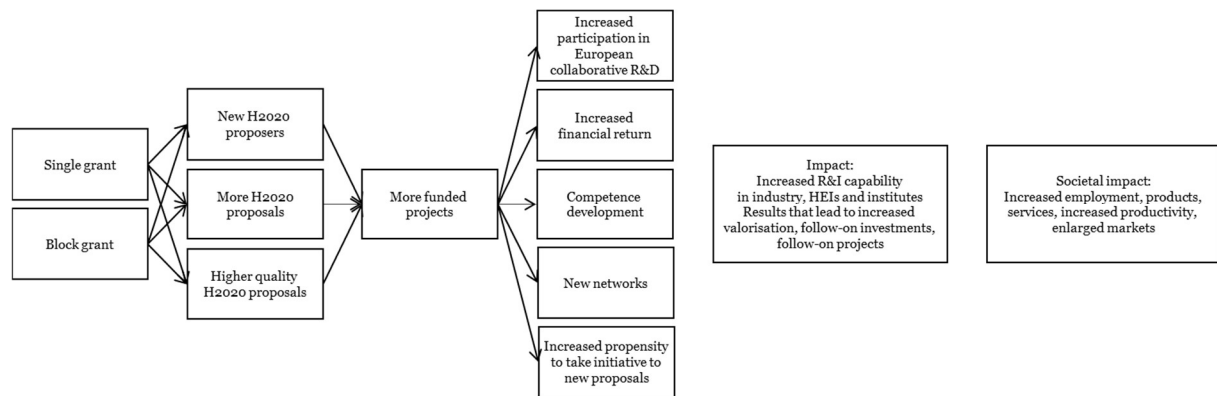 Single grant
Block grant
New H2020
proposers
More H2020
proposals
Higher quality
H2020 proposals
More funded
projects
Increased
participation in
European
collaborative R&D
Increased
financial return
Competence
development
New networks
Increased propensity
to take initiative to
new proposals
Impact:
Increased R&I capability
in industry, HEIs and institutes
Results that lead to increased
valorisation, follow-on investments,
follow-on projects
Societal impact:
Increased employment, products,
services, increased productivity,
enlarged markets